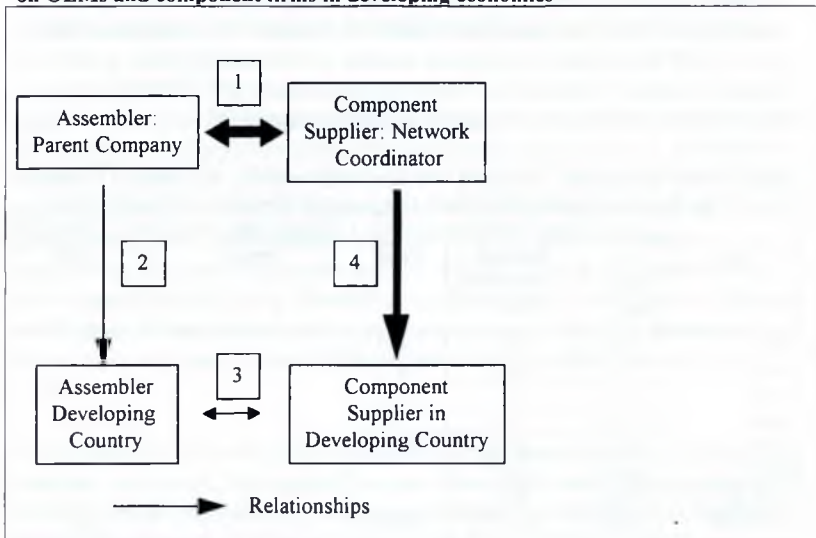 on OEMs and component firms in developing economies
1
Assembler:
Parent Company
Component
Supplier: Network
Coordinator
2
4
3
Assembler
Developing
Country
Component
Supplier in
Developing Country
Relationships